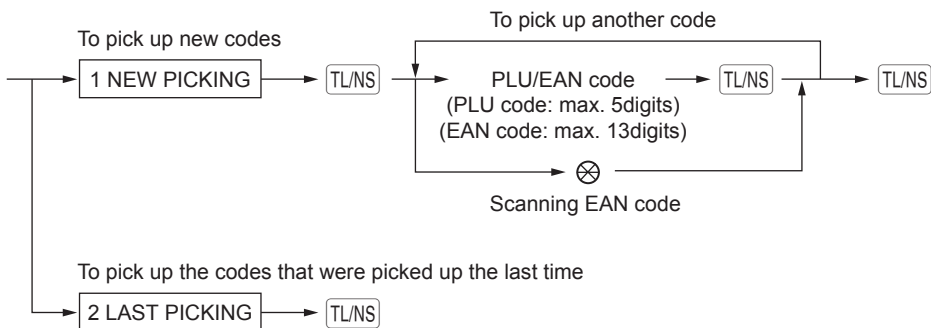 To pick up another code
To pick up new codes
1 NEW PICKING TL/NS PLU/EAN code TL/NS TL/NS
(PLU code: max. 5digits)
(EAN code: max. 13digits)
Scanning EAN code
To pick up the codes that were picked up the last time
2 LAST PICKING TL/NS